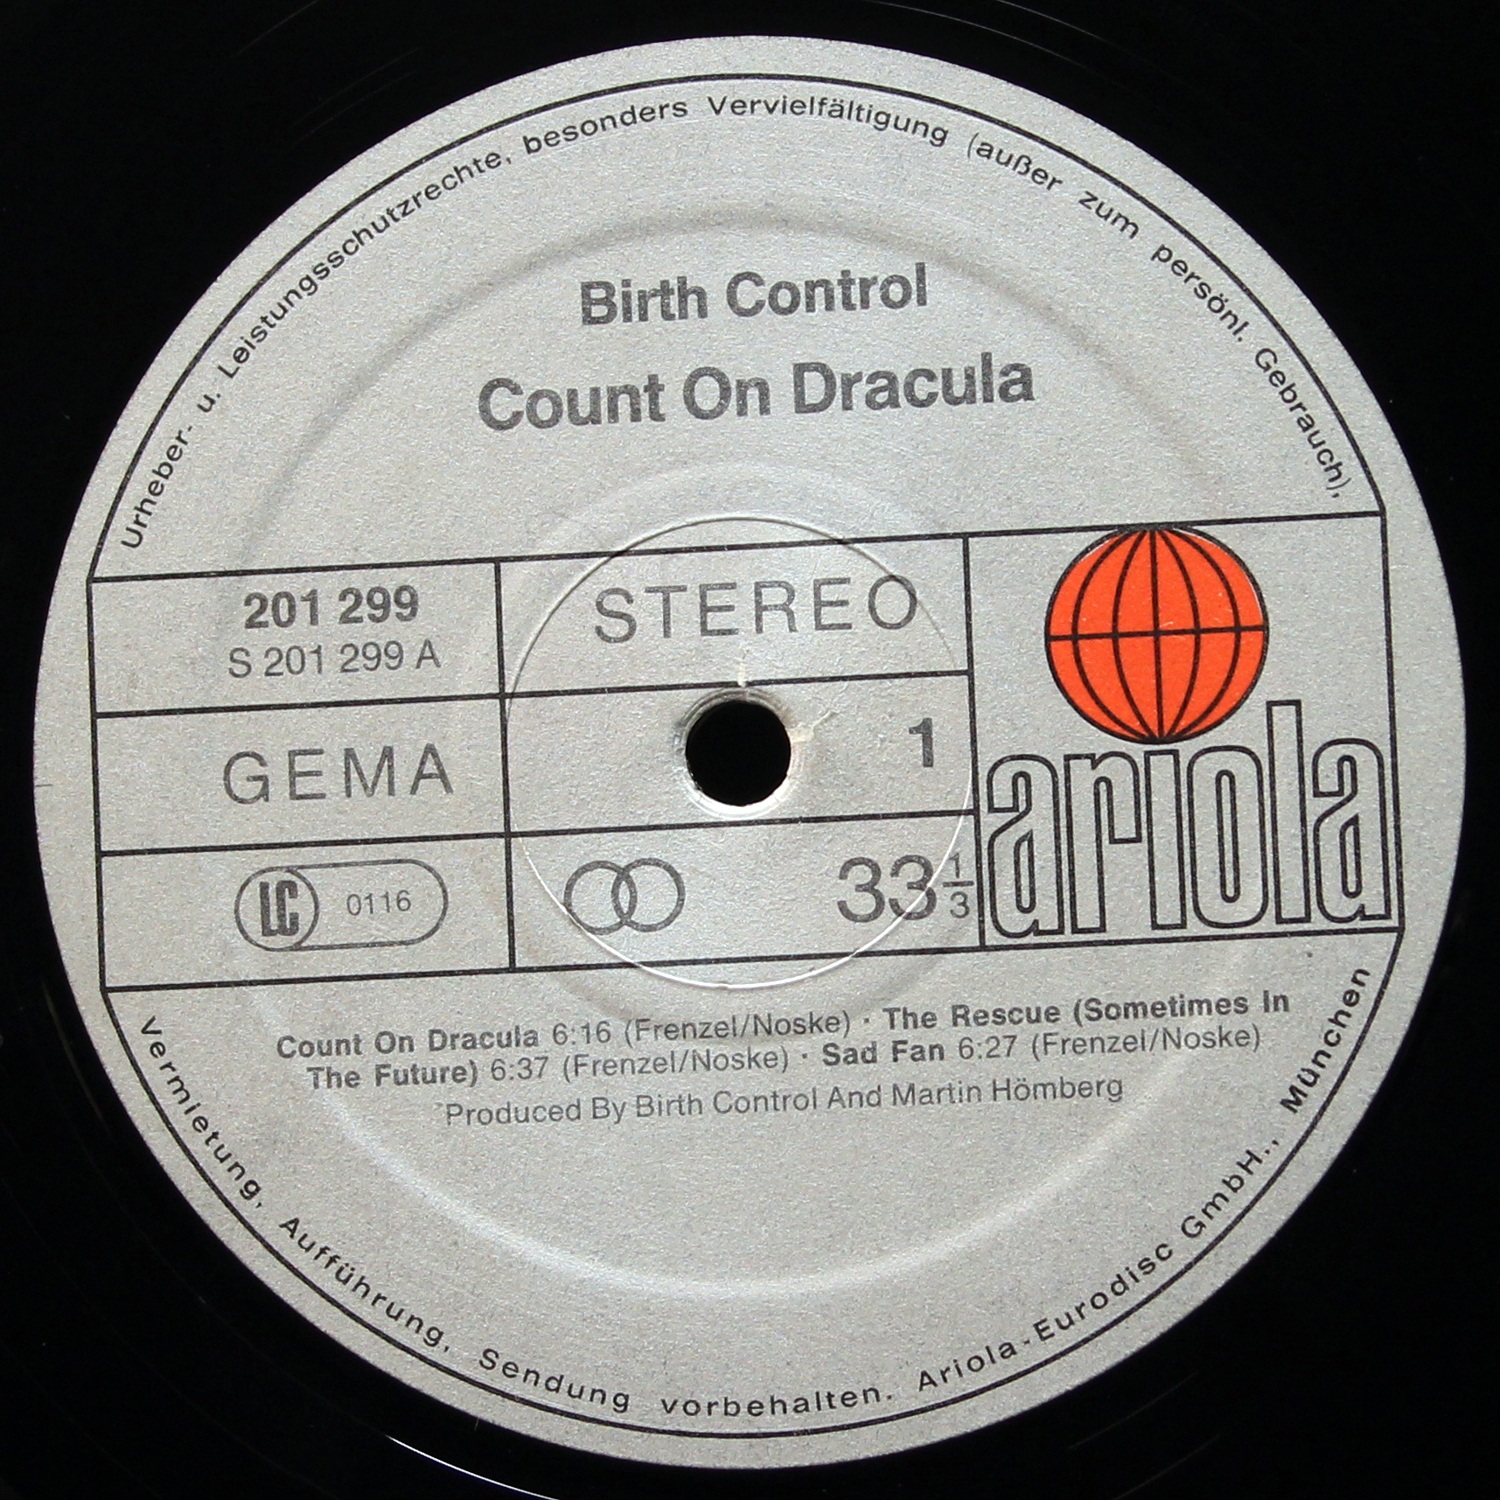 Urheber- u. Leistungsschutzrechte, besonders Vervielfältigung (außer zum persönl. Gebrauch),
Birth Control
Count On Dracula
201 299
S 201 299 A
STEREO
GEMA
1
LC 0116
33 1/3
ariola
Count On Dracula 6:16 (Frenzel/Noske) · The Rescue (Sometimes In
The Future) 6:37 (Frenzel/Noske) · Sad Fan 6:27 (Frenzel/Noske)
Produced By Birth Control And Martin Hömberg
Vermietung, Aufführung, Sendung vorbehalten. Ariola-Eurodisc GmbH., München